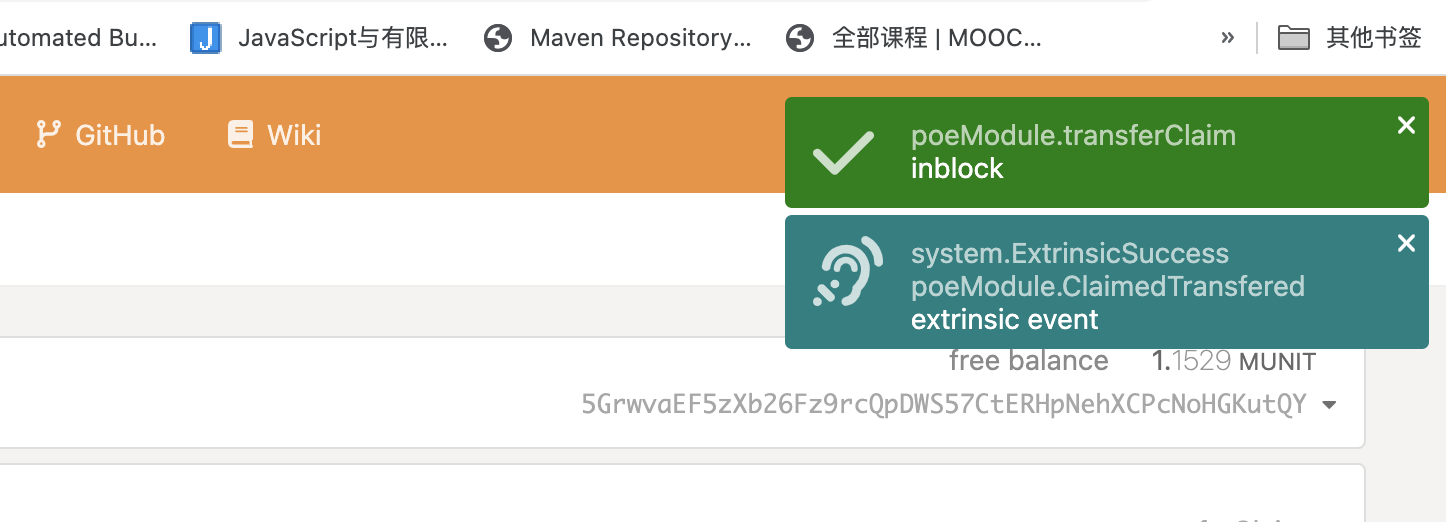 utomated Bu...
JavaScript与有限...
Maven Repository...
全部课程 | MOOC...
»
其他书签
GitHub
Wiki
poeModule.transferClaim
inblock
system.ExtrinsicSuccess
poeModule.ClaimedTransfered
extrinsic event
free balance 1.1529 MUNIT
5GrwvaEF5zXb26Fz9rcQpDWS57CtERHpNehXCPcNoHGKutQY